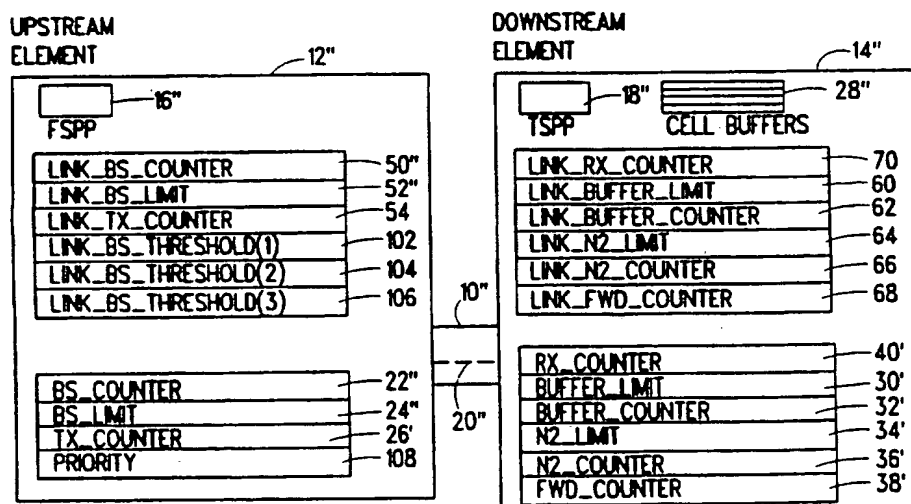 UPSTREAM
ELEMENT
12"
16"
FSPP
LINK_BS_COUNTER 50"
LINK_BS_LIMIT 52"
LINK_TX_COUNTER 54
LINK_BS_THRESHOLD(1) 102
LINK_BS_THRESHOLD(2) 104
LINK_BS_THRESHOLD(3) 106
BS_COUNTER 22"
BS_LIMIT 24"
TX_COUNTER 26'
PRIORITY 108
10"
20"
DOWNSTREAM
ELEMENT
14"
18"
TSPP
28"
CELL BUFFERS
LINK_RX_COUNTER 70
LINK_BUFFER_LIMIT 60
LINK_BUFFER_COUNTER 62
LINK_N2_LIMIT 64
LINK_N2_COUNTER 66
LINK_FWD_COUNTER 68
RX_COUNTER 40'
BUFFER_LIMIT 30'
BUFFER_COUNTER 32'
N2_LIMIT 34'
N2_COUNTER 36'
FWD_COUNTER 38'